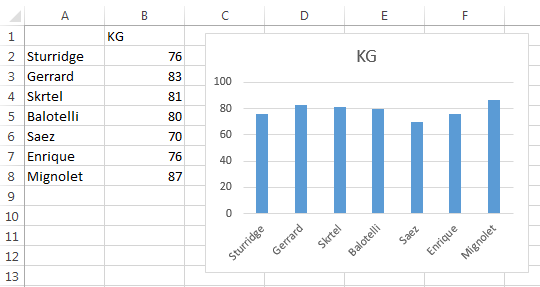 A B C D E F
1 KG
2 Sturridge 76
3 Gerrard 83
4 Skrtel 81
5 Balotelli 80
6 Saez 70
7 Enrique 76
8 Mignolet 87
9
10
11
12
13
KG
100
80
60
40
20
0
Sturridge Gerrard Skrtel Balotelli Saez Enrique Mignolet